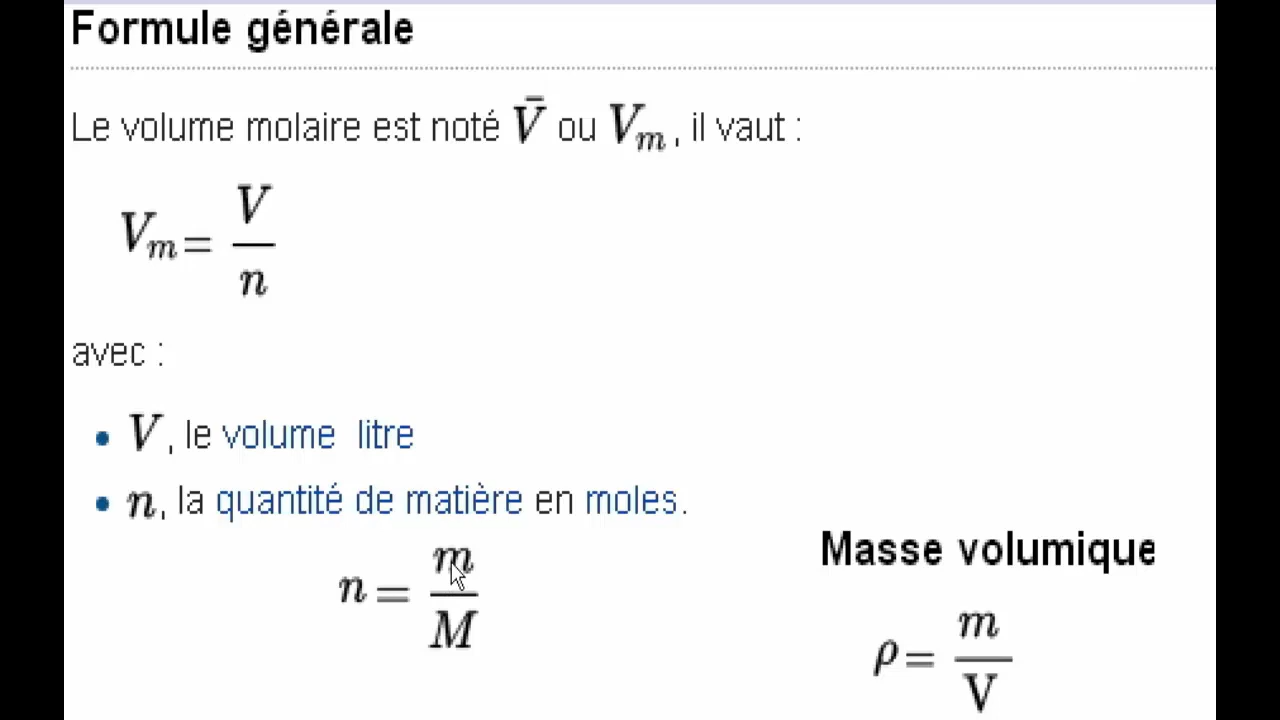 Formule générale
Le volume molaire est noté V̄ ou Vₘ, il vaut :
Vₘ = V / n
avec :
• V, le volume litre
• n, la quantité de matière en moles.
n = m / M
Masse volumique
ρ = m / V